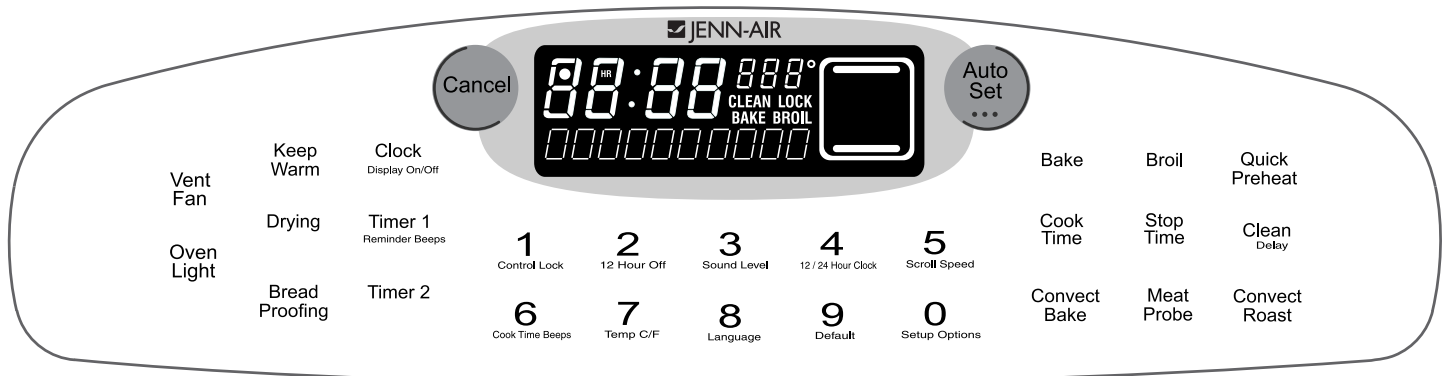 JENN-AIR
Cancel
88:88
HR
888°
CLEAN LOCK
BAKE BROIL
Auto
Set
Vent
Fan
Oven
Light
Keep
Warm
Drying
Bread
Proofing
Clock
Display On/Off
Timer 1
Reminder Beeps
Timer 2
1
Control Lock
2
12 Hour Off
3
Sound Level
4
12 / 24 Hour Clock
5
Scroll Speed
6
Cook Time Beeps
7
Temp C/F
8
Language
9
Default
0
Setup Options
Bake
Broil
Quick
Preheat
Cook
Time
Stop
Time
Clean
Delay
Convect
Bake
Meat
Probe
Convect
Roast